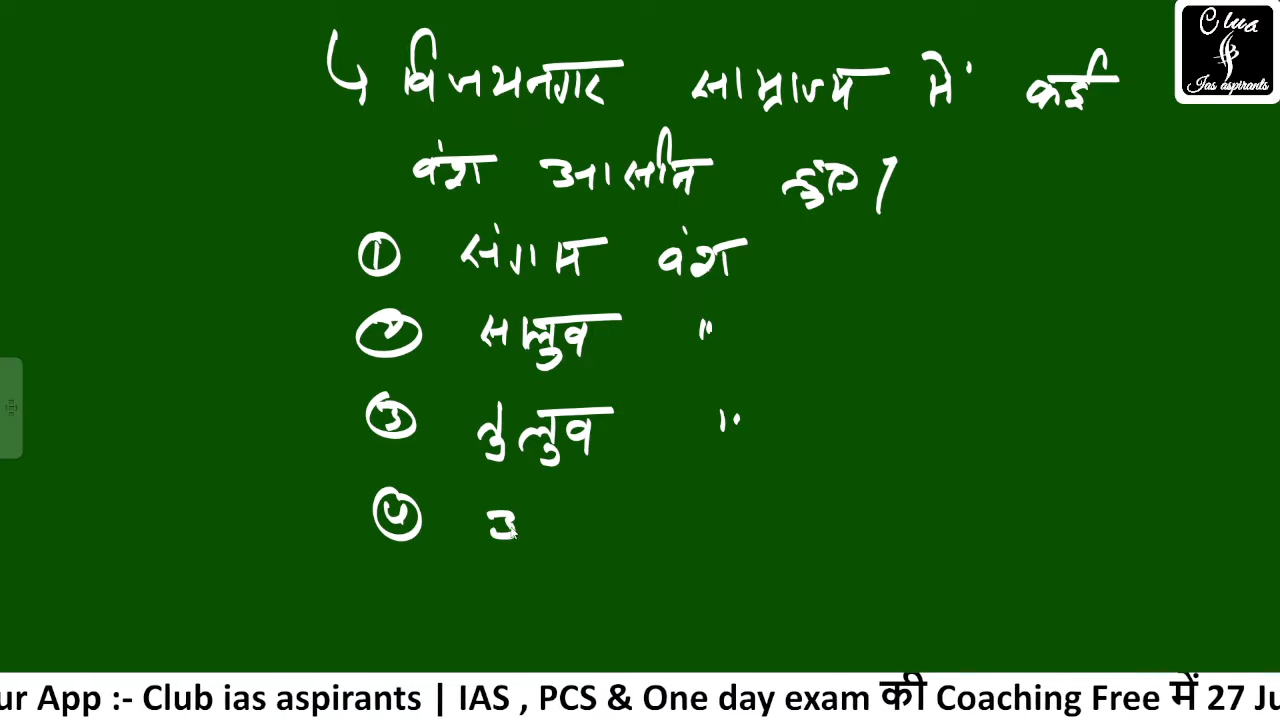 Club
Ias aspirants
↳ विजयनगर साम्राज्य में कई
वंश आसीन हुए।
① संगम वंश
② सालुव "
③ तुलुव "
④ उ
ur App :- Club ias aspirants | IAS , PCS & One day exam की Coaching Free में 27 Ju